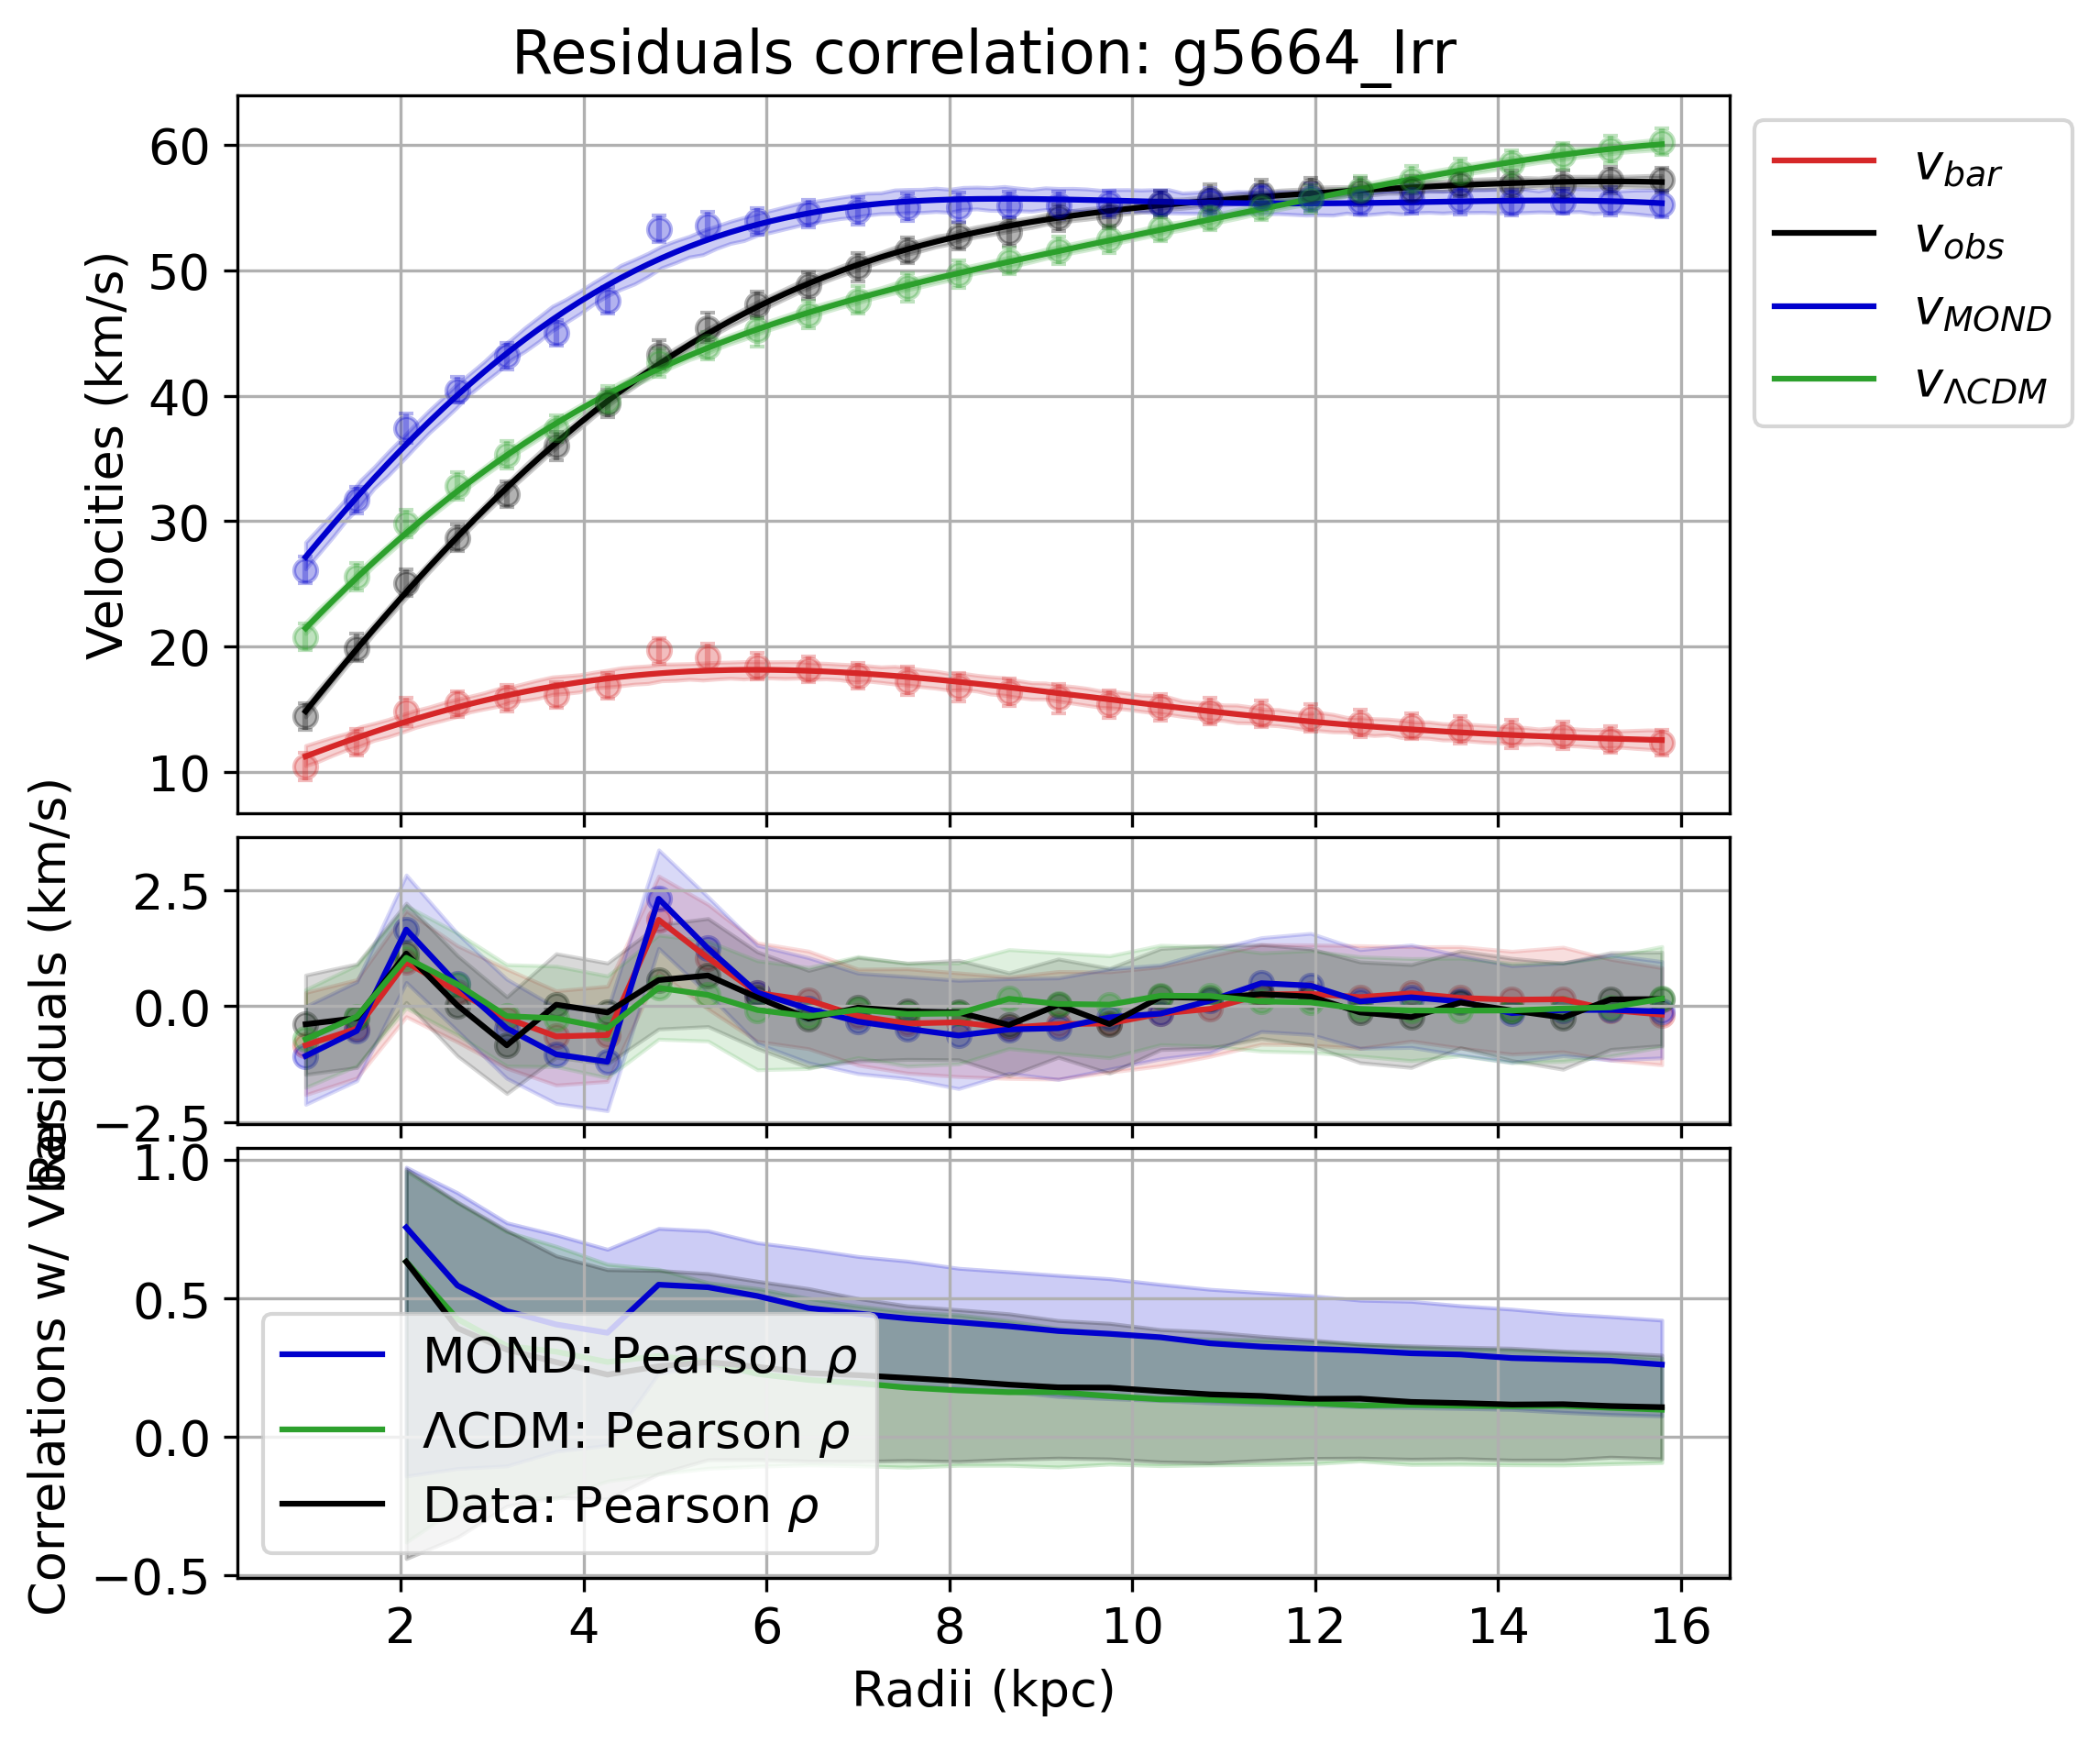 Residuals correlation: g5664_Irr
Velocities (km/s)
60
50
40
30
20
10
v_bar
v_obs
v_MOND
v_ΛCDM
Residuals (km/s)
2.5
0.0
−2.5
Correlations w/ Vbar
1.0
0.5
0.0
−0.5
MOND: Pearson ρ
ΛCDM: Pearson ρ
Data: Pearson ρ
2 4 6 8 10 12 14 16
Radii (kpc)